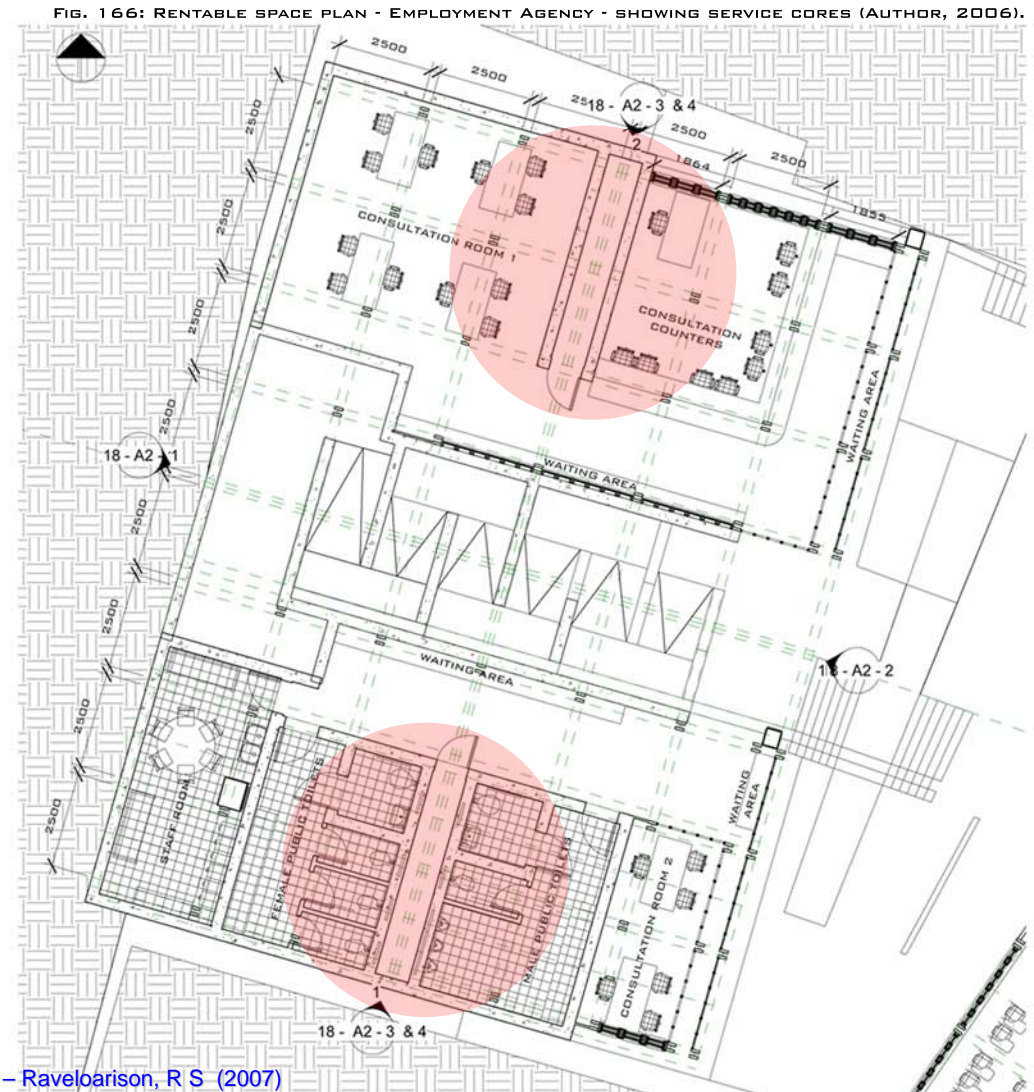 Fig. 166: Rentable space plan - Employment Agency - showing service cores (Author, 2006).
2500
2500
18 - A2 - 3 & 4
2
2500
1864
2500
1855
2500
CONSULTATION ROOM 1
2500
CONSULTATION
COUNTERS
2500
WAITING AREA
2500
18 - A2 - 1
WAITING AREA
2500
2500
WAITING AREA
18 - A2 - 2
2500
2500
STAFF ROOM
FEMALE PUBLIC TOILETS
MALE PUBLIC TOILETS
WAITING
AREA
CONSULTATION ROOM 2
1
18 - A2 - 3 & 4
– Raveloarison, R S (2007)